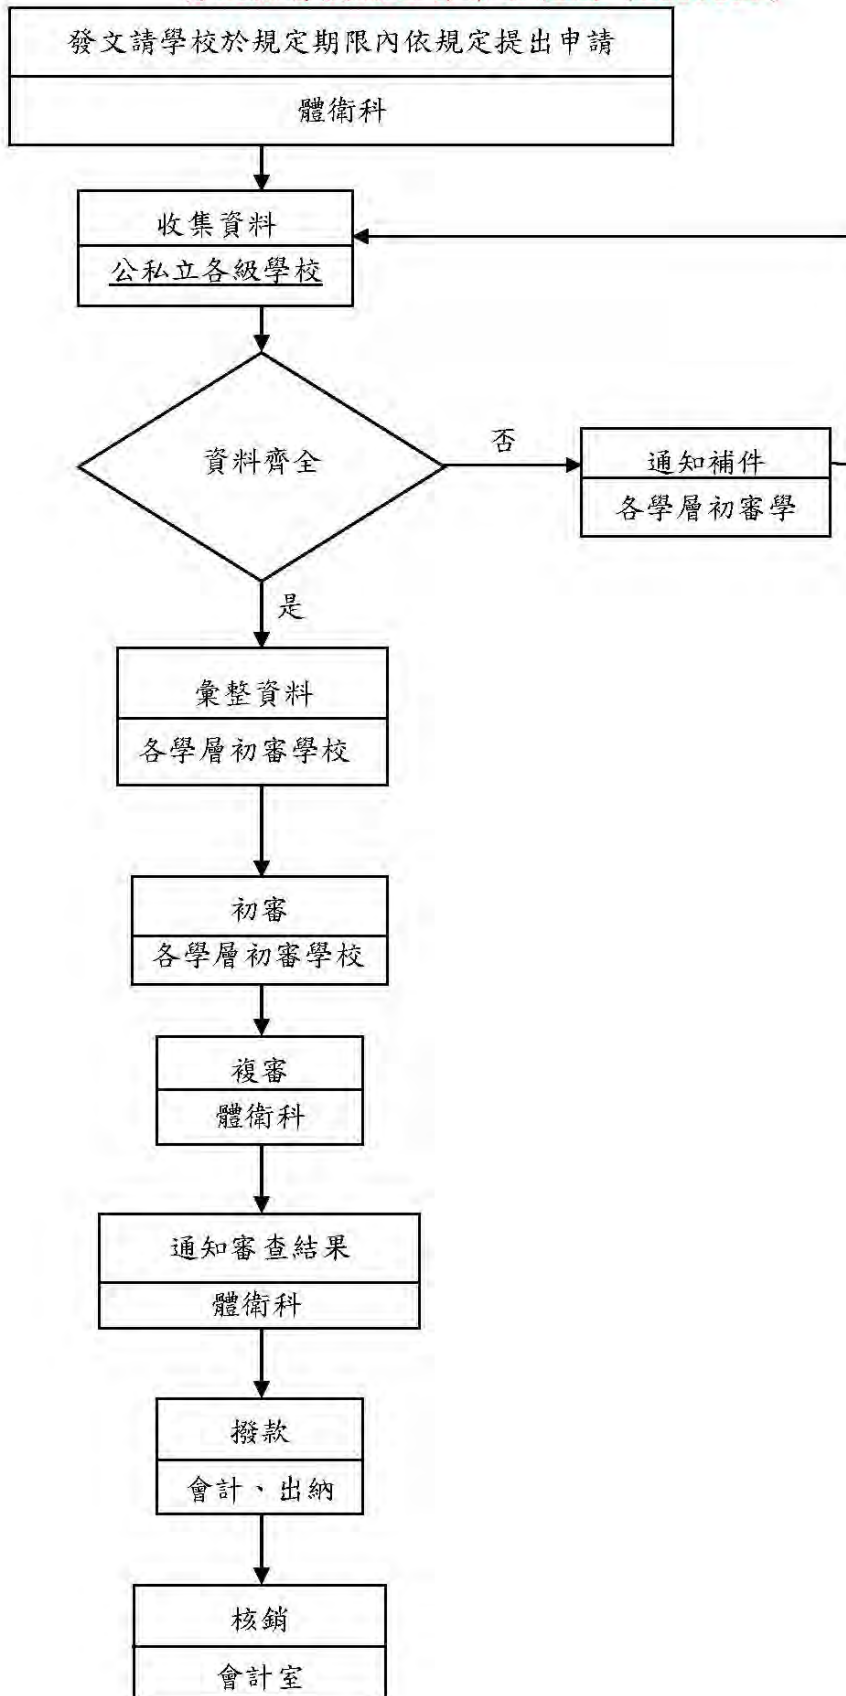 發文請學校於規定期限內依規定提出申請
體衛科
收集資料
公私立各級學校
資料齊全
否
通知補件
各學層初審學
是
彙整資料
各學層初審學校
初審
各學層初審學校
複審
體衛科
通知審查結果
體衛科
撥款
會計、出納
核銷
會計室